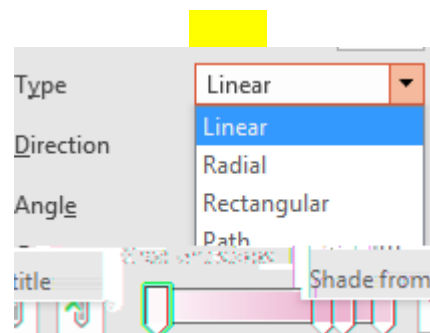 Type Linear
Linear
Direction
Radial
Angle Rectangular
Path
title Shade from